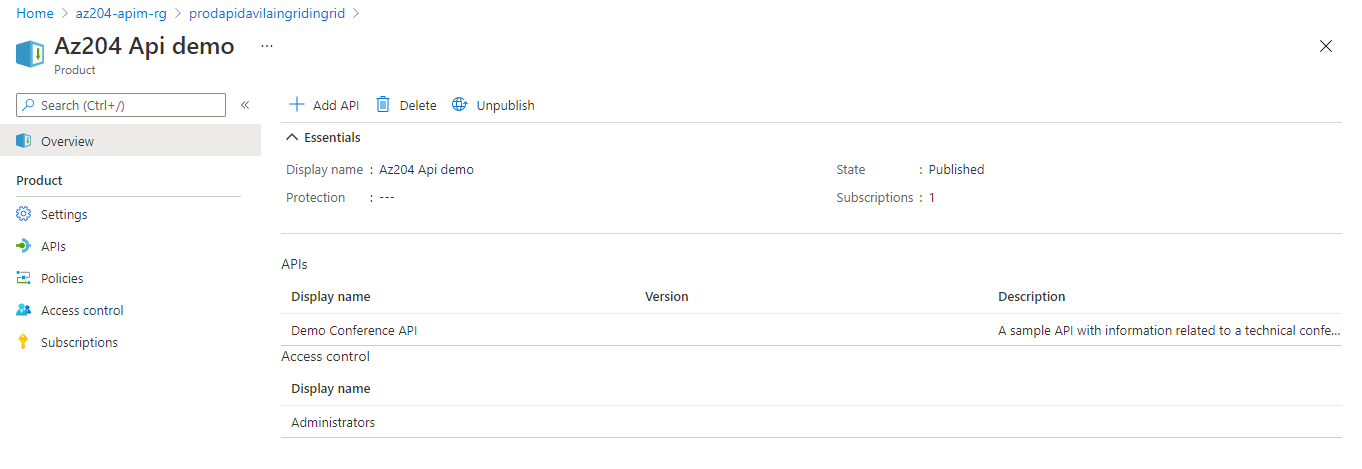 Home > az204-apim-rg > prodapidavilaingridingrid >
Az204 Api demo ...
Product
Search (Ctrl+/) «
Overview
Product
Settings
APIs
Policies
Access control
Subscriptions
Add API Delete Unpublish
Essentials
Display name : Az204 Api demo State : Published
Protection : --- Subscriptions : 1
APIs
Display name Version Description
Demo Conference API A sample API with information related to a technical confe...
Access control
Display name
Administrators